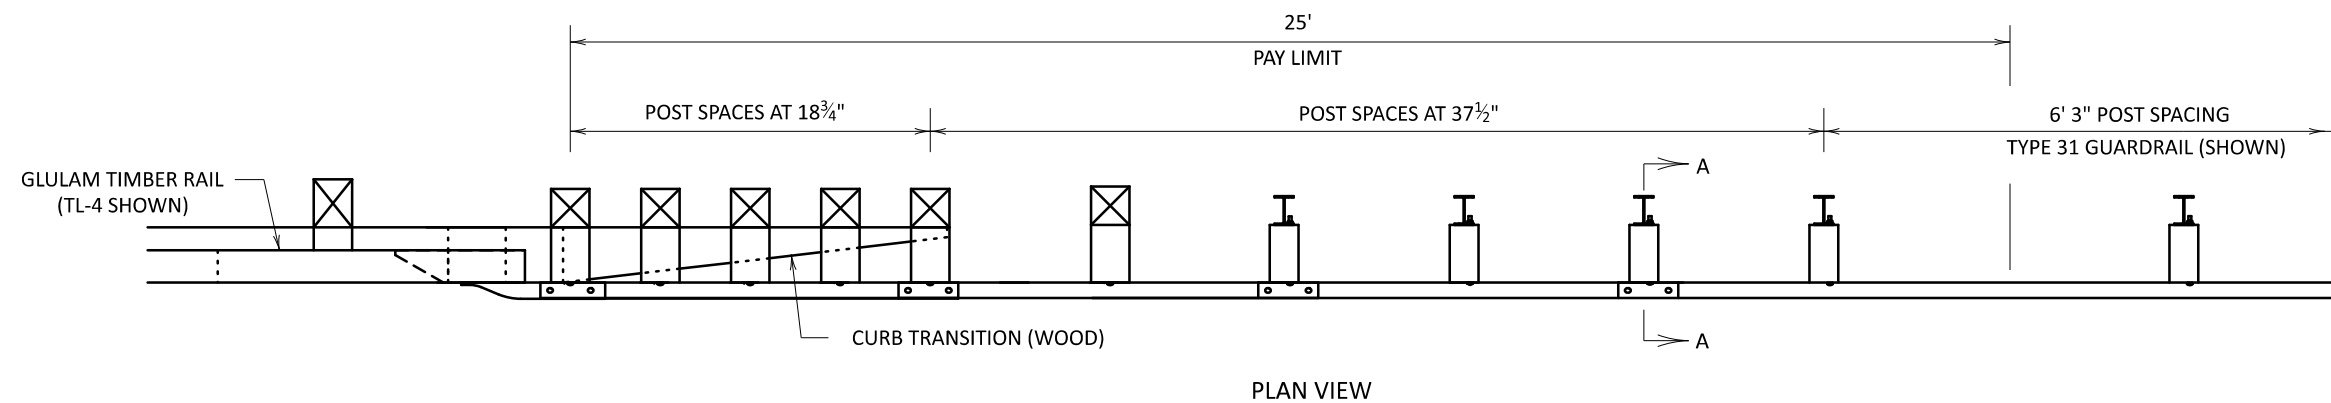 25'
PAY LIMIT
POST SPACES AT 18¾"
POST SPACES AT 37½"
6' 3" POST SPACING
TYPE 31 GUARDRAIL (SHOWN)
GLULAM TIMBER RAIL
(TL-4 SHOWN)
A
CURB TRANSITION (WOOD)
A
PLAN VIEW